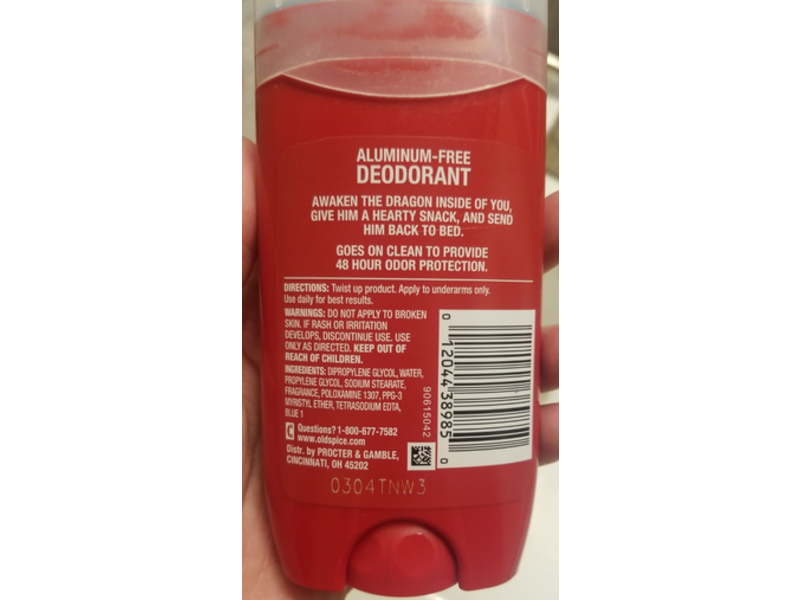 ALUMINUM-FREE
DEODORANT
AWAKEN THE DRAGON INSIDE OF YOU,
GIVE HIM A HEARTY SNACK, AND SEND
HIM BACK TO BED.
GOES ON CLEAN TO PROVIDE
48 HOUR ODOR PROTECTION.
DIRECTIONS: Twist up product. Apply to underarms only.
Use daily for best results.
WARNINGS: DO NOT APPLY TO BROKEN
SKIN. IF RASH OR IRRITATION
DEVELOPS, DISCONTINUE USE. USE
ONLY AS DIRECTED. KEEP OUT OF
REACH OF CHILDREN.
INGREDIENTS: DIPROPYLENE GLYCOL, WATER,
PROPYLENE GLYCOL, SODIUM STEARATE,
FRAGRANCE, POLOXAMINE 1307, PPG-3
MYRISTYL ETHER, TETRASODIUM EDTA,
BLUE 1
Questions? 1-800-677-7582
www.oldspice.com
Distr. by PROCTER & GAMBLE,
CINCINNATI, OH 45202
90615042
0 12044 38985 0
0304TNW3